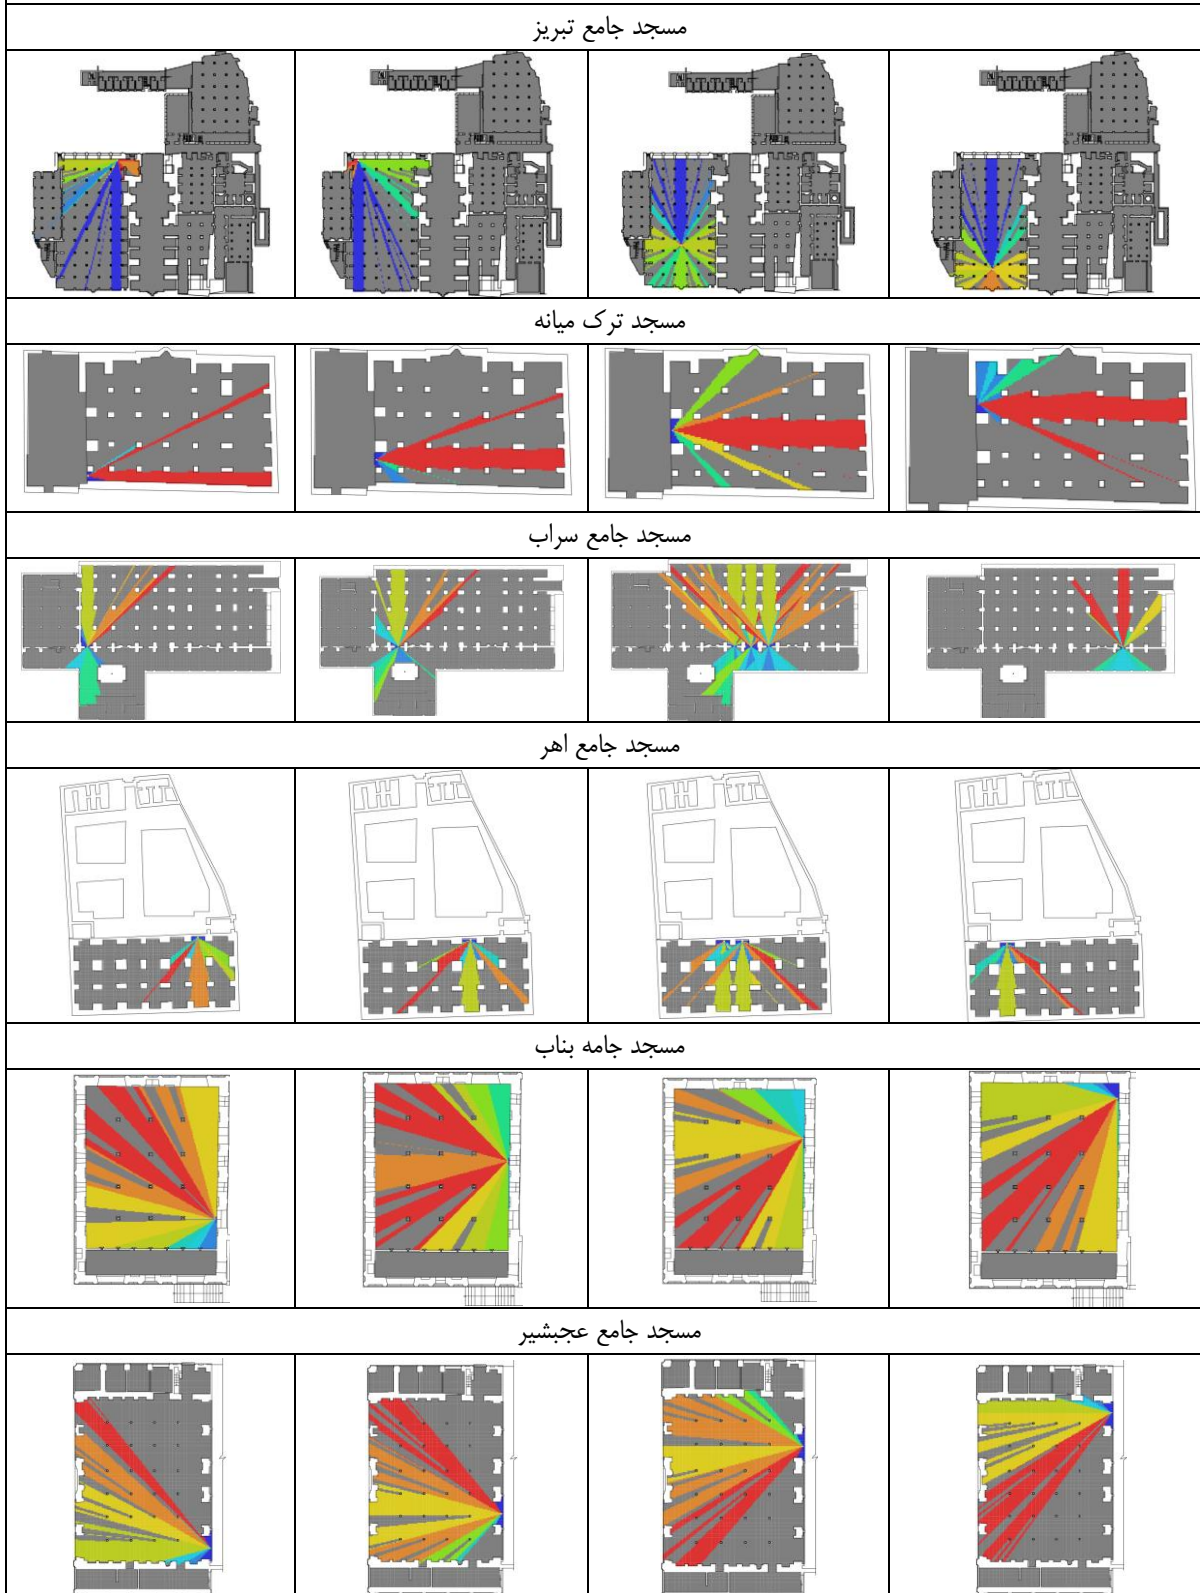 مسجد جامع تبریز
مسجد ترک میانه
مسجد جامع سراب
مسجد جامع اهر
مسجد جامه بناب
مسجد جامع عجبشیر